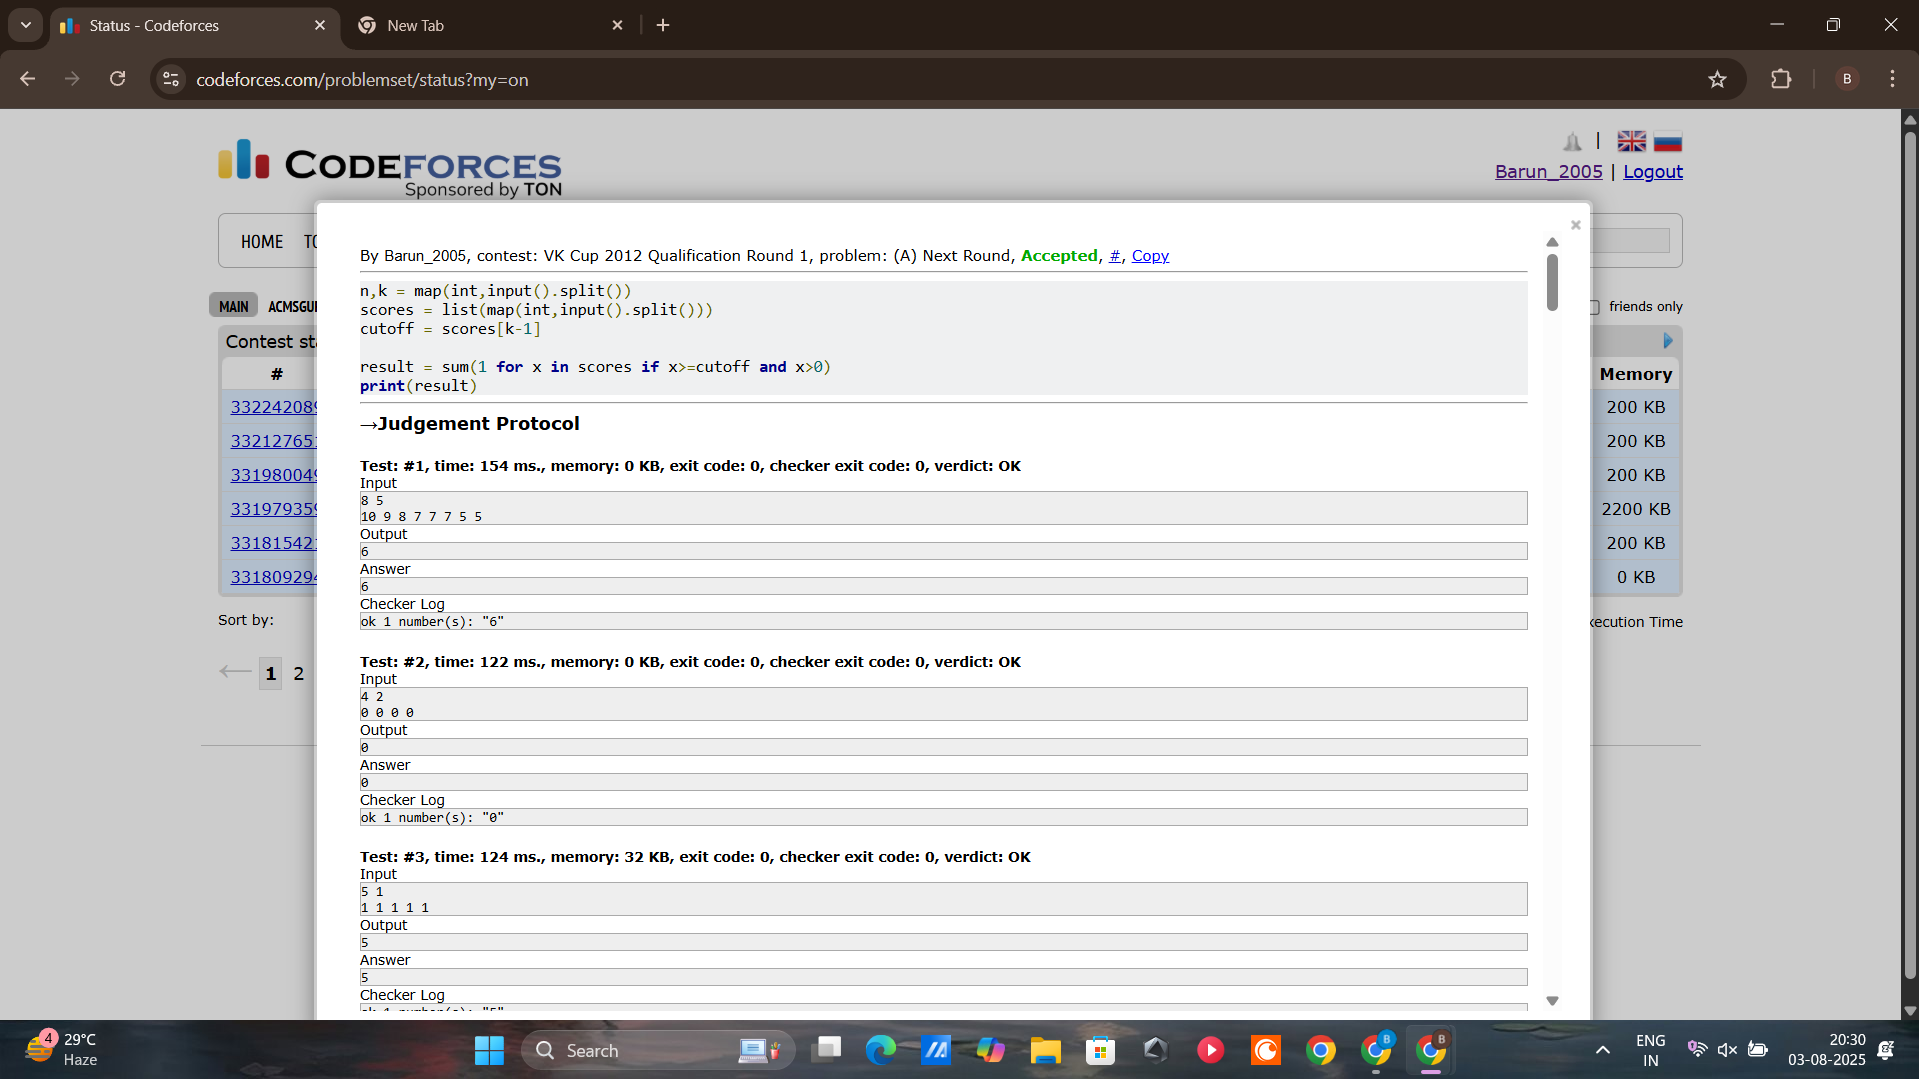 Status - Codeforces
New Tab
codeforces.com/problemset/status?my=on
B
CODEFORCES
Sponsored by TON
|
Barun_2005 | Logout
HOME
By Barun_2005, contest: VK Cup 2012 Qualification Round 1, problem: (A) Next Round, Accepted, #, Copy
n,k = map(int,input().split())
scores = list(map(int,input().split()))
cutoff = scores[k-1]
result = sum(1 for x in scores if x>=cutoff and x>0)
print(result)
→Judgement Protocol
Test: #1, time: 154 ms., memory: 0 KB, exit code: 0, checker exit code: 0, verdict: OK
Input
8 5
10 9 8 7 7 7 5 5
Output
6
Answer
6
Checker Log
ok 1 number(s): "6"
Test: #2, time: 122 ms., memory: 0 KB, exit code: 0, checker exit code: 0, verdict: OK
Input
4 2
0 0 0 0
Output
0
Answer
0
Checker Log
ok 1 number(s): "0"
Test: #3, time: 124 ms., memory: 32 KB, exit code: 0, checker exit code: 0, verdict: OK
Input
5 1
1 1 1 1 1
Output
5
Answer
5
Checker Log
MAIN
friends only
Contest
#
Memory
33224208
200 KB
33212765
200 KB
33198004
200 KB
33197935
2200 KB
33181542
200 KB
33180929
0 KB
Sort by:
Execution Time
1 2
4
29°C
Haze
Search
B
B
ENG
IN
20:30
03-08-2025